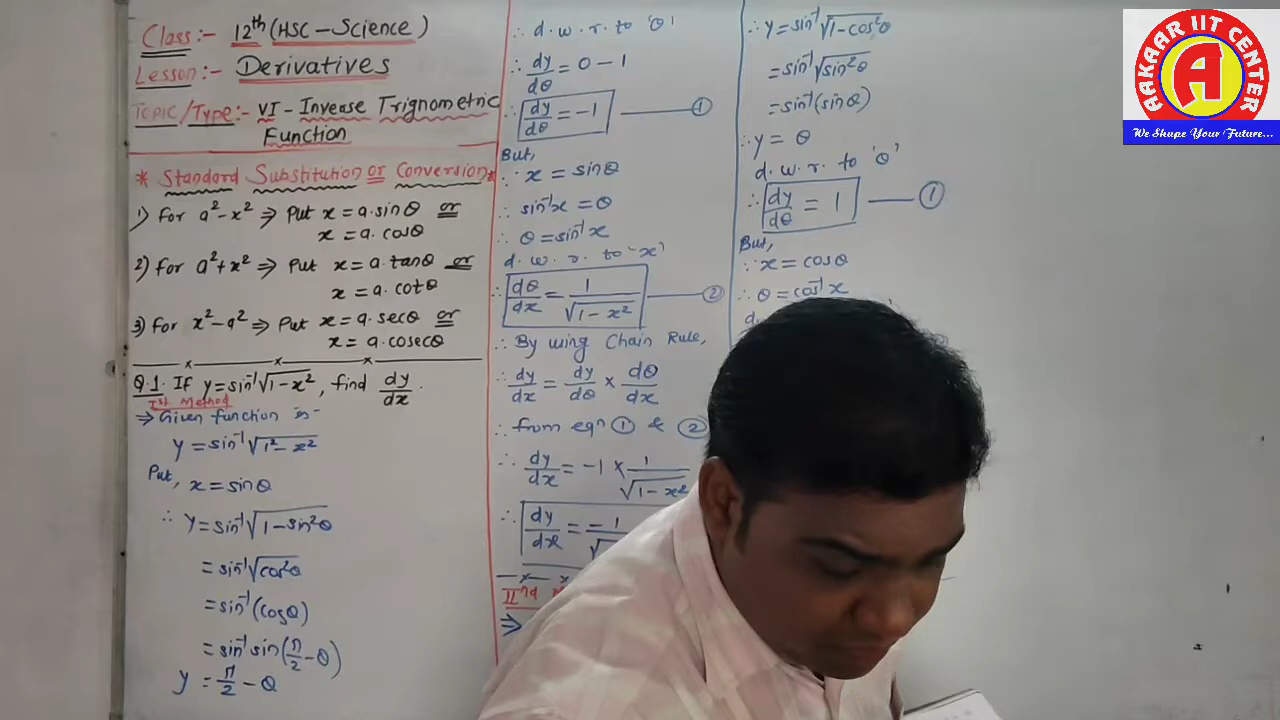 Class:- 12th (HSC - Science)
Lesson:- Derivatives
TOPIC/Type:- VI - Inverse Trignometric
Function
* Standard Substitution or Conversion *
1) For a² - x² ⇒ Put x = a.sinθ or
x = a.cosθ
2) For a² + x² ⇒ Put x = a.tanθ or
x = a.cotθ
3) For x² - a² ⇒ Put x = a.secθ or
x = a.cosecθ
Q.1. If y = sin⁻¹√(1-x²), find dy/dx.
Ist Method
⇒ Given function is-
y = sin⁻¹√(1² - x²)
Put, x = sinθ
∴ y = sin⁻¹√(1 - sin²θ)
= sin⁻¹√(cos²θ)
= sin⁻¹(cosθ)
= sin⁻¹ sin(π/2 - θ)
y = π/2 - θ
∴ d.w.r. to 'θ'
∴ dy/dθ = 0 - 1
∴ dy/dθ = -1 —— ①
But,
∵ x = sinθ
∴ sin⁻¹x = θ
∴ θ = sin⁻¹x
d.w.r. to 'x'
∴ dθ/dx = 1/√(1 - x²) —— ②
∴ By using Chain Rule,
∴ dy/dx = dy/dθ × dθ/dx
∴ from eqn ① & ②
∴ dy/dx = -1 × 1/√(1 - x²)
∴ dy/dx = -1/√
IInd
⇒
∴ y = sin⁻¹√(1 - cos²θ)
= sin⁻¹√(sin²θ)
= sin⁻¹(sinθ)
∴ y = θ
d.w.r. to 'θ'
∴ dy/dθ = 1 —— ①
But,
∵ x = cosθ
∴ θ = cos⁻¹x
d.
AAKAAR IIT CENTER
A
We Shape Your Future...